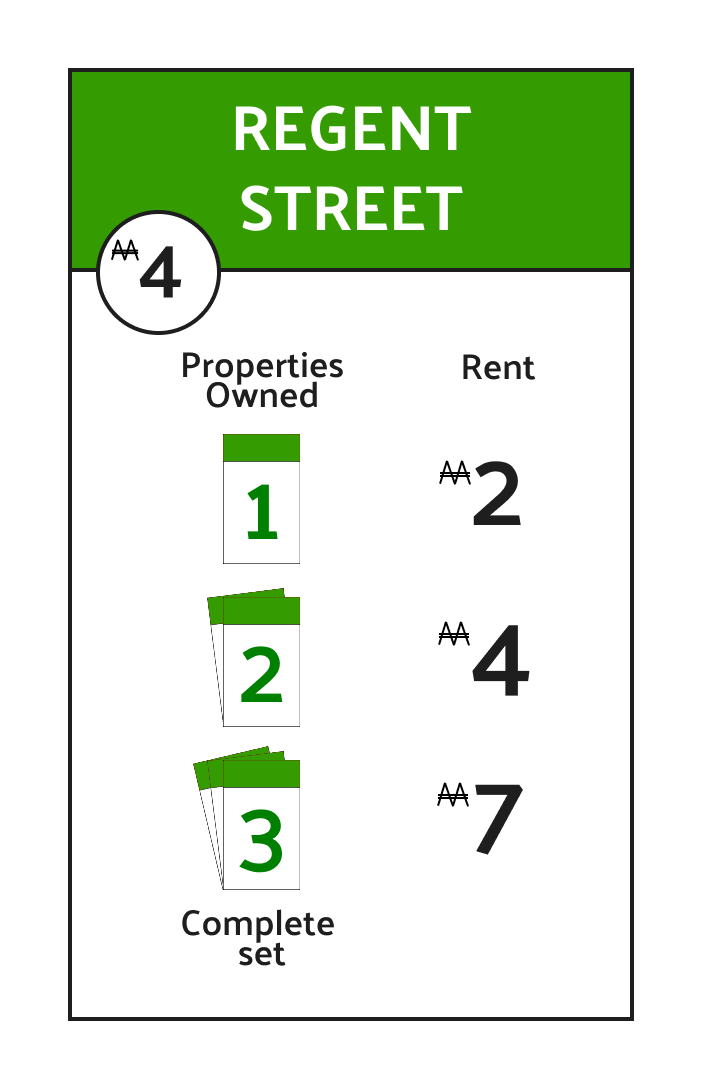 REGENT
STREET
₳4
Properties
Owned
Rent
1
₳2
2
₳4
3
₳7
Complete
set